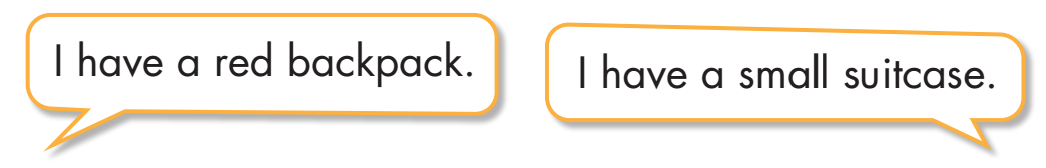 I have a red backpack.
I have a small suitcase.